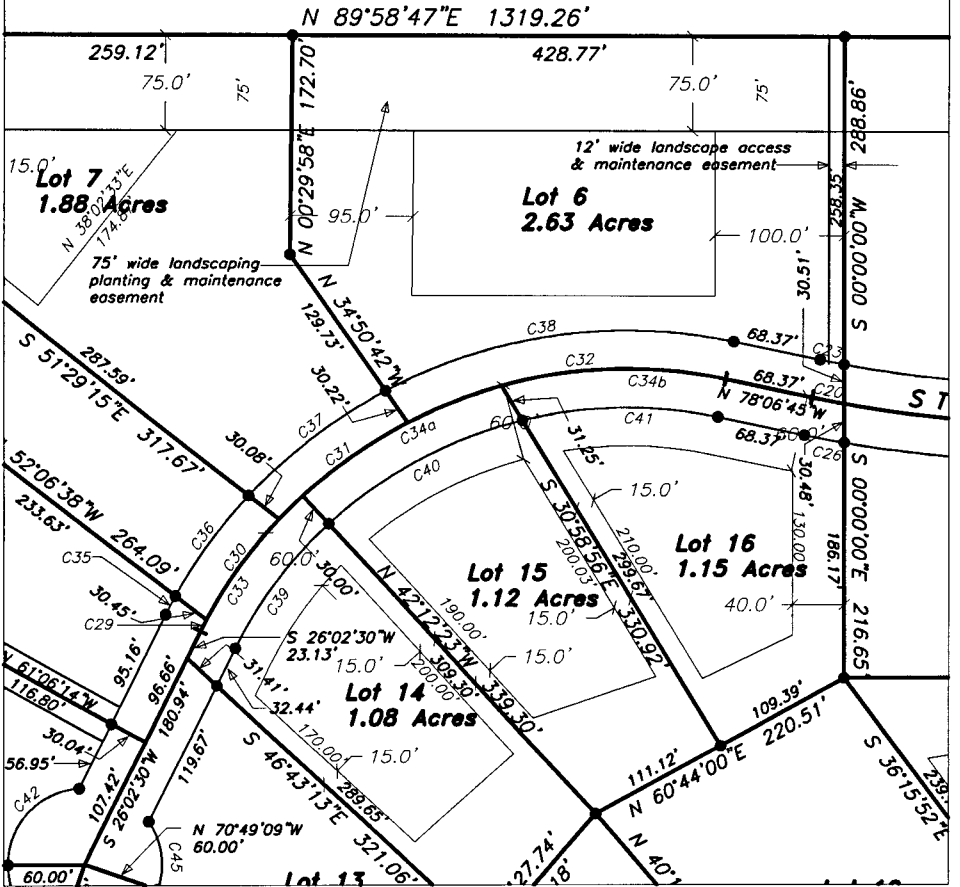 N 89°58'47"E 1319.26'
259.12'
428.77'
75.0'
75'
75.0'
75'
N 00°29'58"E 172.70'
288.86'
S 00°00'00"W
258.35'
12' wide landscape access
& maintenance easement
15.0'
Lot 7
1.88 Acres
N 38°02'33"E
Lot 6
2.63 Acres
95.0'
100.0'
75' wide landscaping
planting & maintenance
easement
30.51'
N 34°50'42"W
129.73'
30.22'
C38
68.37'
C23
C32
C34b
68.37'
N 78°06'45"W
C20
S T
S 51°29'15"E 317.67'
287.59'
C37
C31
C34a
60.0'
C41
68.37'
60.0'
C26
30.08'
C40
31.25'
30.48'
130.00'
186.17'
S 00°00'00"E 216.65'
52°06'38"W 264.09'
233.63'
C36
C30
60.0'
15.0'
S 30°58'56"E 330.92'
299.67'
210.00'
200.03'
Lot 16
1.15 Acres
40.0'
C35
30.45'
C29
C33
C39
30.00'
Lot 15
1.12 Acres
15.0'
N 42°12'23"W 339.30'
309.30'
190.00'
200.00'
15.0'
S 26°02'30"W
23.13'
15.0'
31.41'
32.44'
Lot 14
1.08 Acres
170.00'
15.0'
N 61°06'14"W
116.80'
95.16'
96.66'
180.94'
30.04'
56.95'
119.67'
S 46°43'13"E 321.06'
289.65'
109.39'
111.12'
N 60°44'00"E 220.51'
S 36°15'52"E
239.
C42
107.42'
S 26°02'30"W
N 70°49'09"W
60.00'
C45
60.00'
Lot 13
27.74'
18'
N 40°1